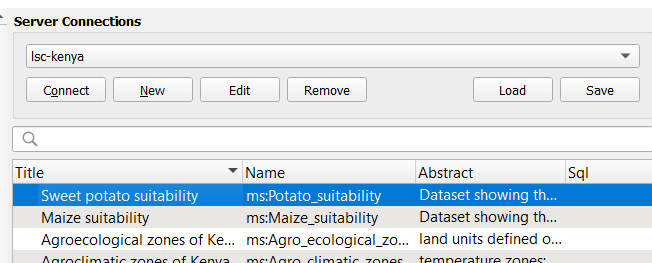 Server Connections
lsc-kenya
Connect New Edit Remove Load Save
Title Name Abstract Sql
Sweet potato suitability ms:Potato_suitability Dataset showing th...
Maize suitability ms:Maize_suitability Dataset showing th...
Agroecological zones of Ke... ms:Agro_ecological_zo... land units defined o...
Agroclimatic zones of Kenya ms:Agro_climatic_zones temperature zones: